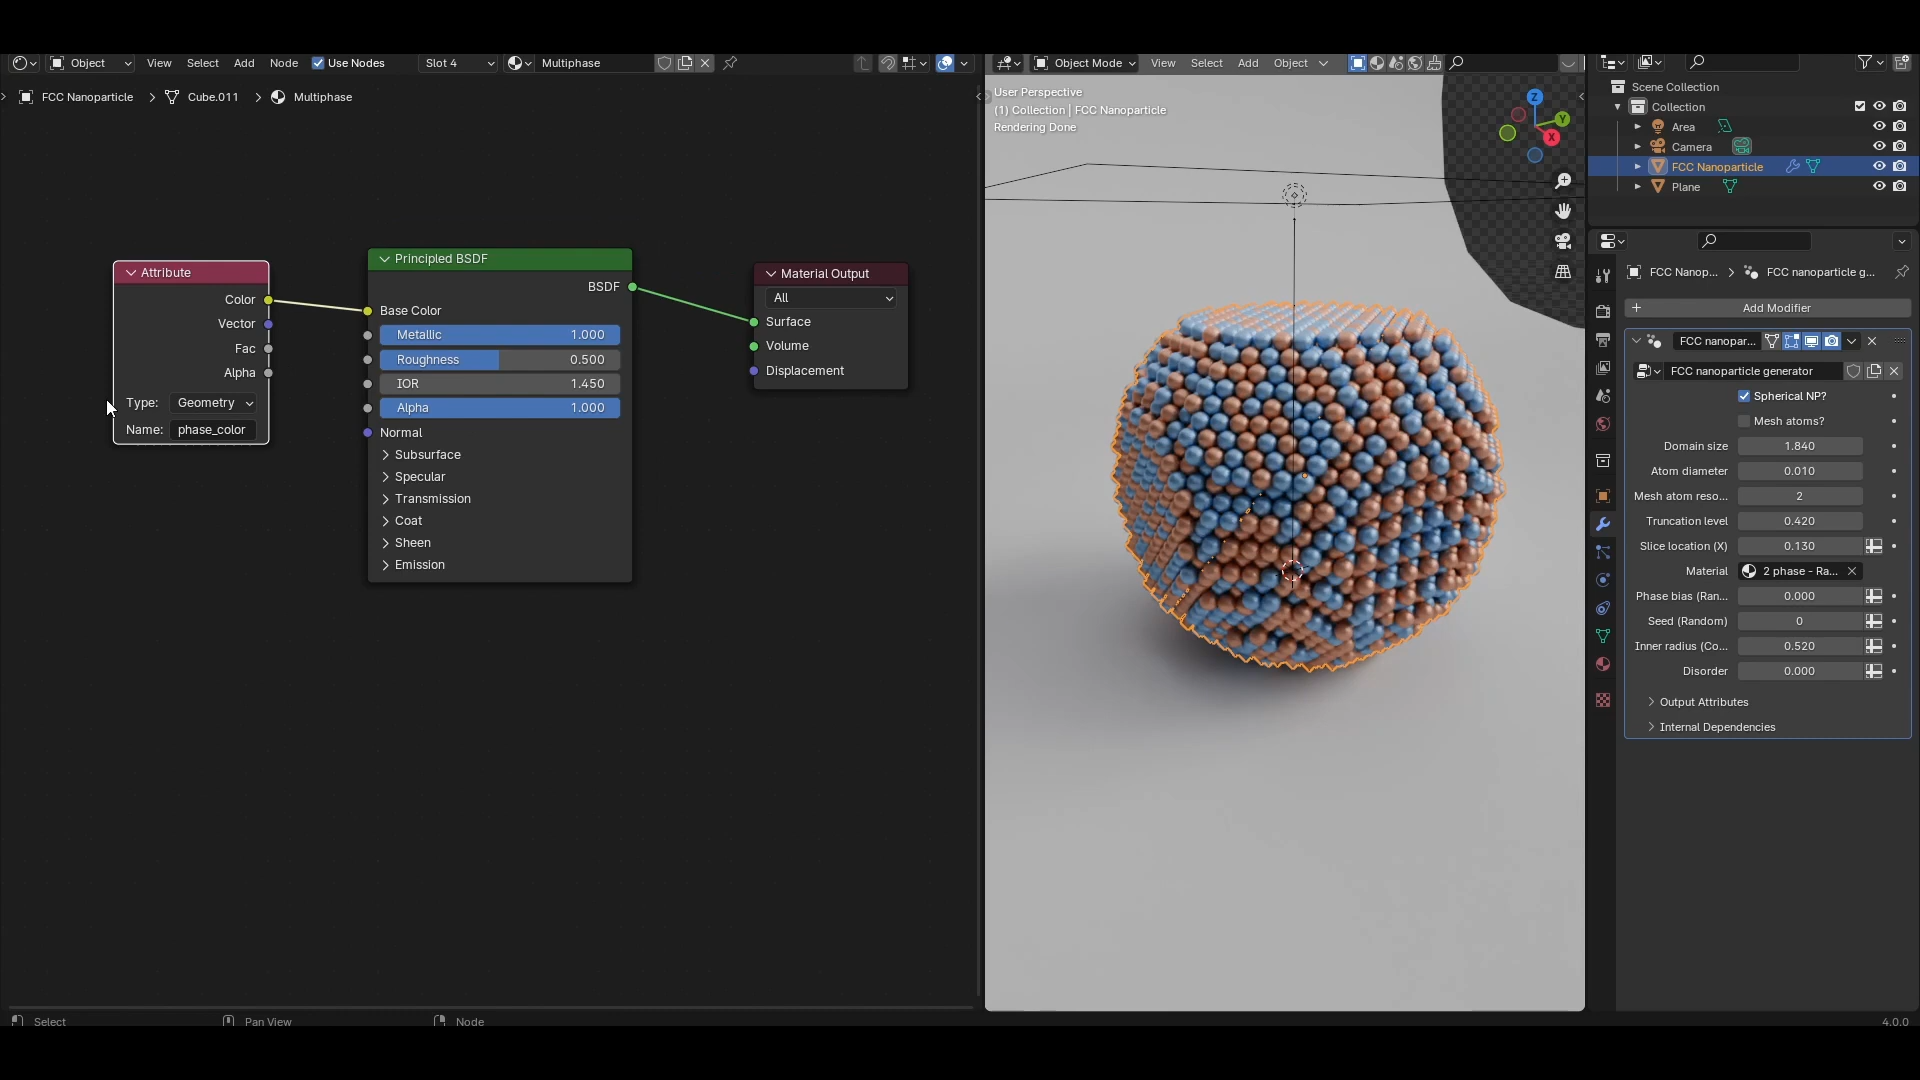 Object View Select Add Node Use Nodes Slot 4 Multiphase
FCC Nanoparticle Cube.011 Multiphase
Attribute
Color
Vector
Fac
Alpha
Type: Geometry
Name: phase_color
Principled BSDF
BSDF
Base Color
Metallic 1.000
Roughness 0.500
IOR 1.450
Alpha 1.000
Normal
Subsurface
Specular
Transmission
Coat
Sheen
Emission
Material Output
All
Surface
Volume
Displacement
Object Mode View Select Add Object
User Perspective
(1) Collection | FCC Nanoparticle
Rendering Done
Z
Y
X
Scene Collection
Collection
Area
Camera
FCC Nanoparticle
Plane
FCC Nanop... FCC nanoparticle g...
+ Add Modifier
FCC nanopar...
FCC nanoparticle generator
Spherical NP?
Mesh atoms?
Domain size 1.840
Atom diameter 0.010
Mesh atom reso... 2
Truncation level 0.420
Slice location (X) 0.130
Material 2 phase - Ra...
Phase bias (Ran... 0.000
Seed (Random) 0
Inner radius (Co... 0.520
Disorder 0.000
Output Attributes
Internal Dependencies
Select Pan View Node 4.0.0